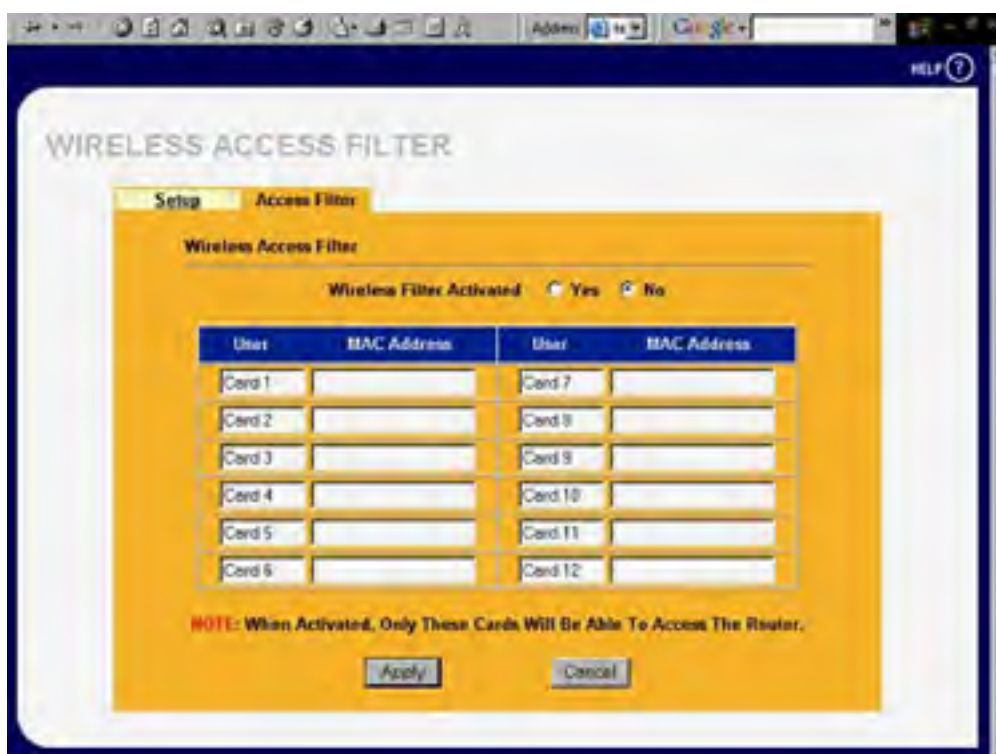 Address
Google
HELP ?
WIRELESS ACCESS FILTER
Setup Access Filter
Wireless Access Filter
Wireless Filter Activated Yes No
User MAC Address User MAC Address
Card 1 Card 7
Card 2 Card 8
Card 3 Card 9
Card 4 Card 10
Card 5 Card 11
Card 6 Card 12
NOTE: When Activated, Only These Cards Will Be Able To Access The Router.
Apply Cancel